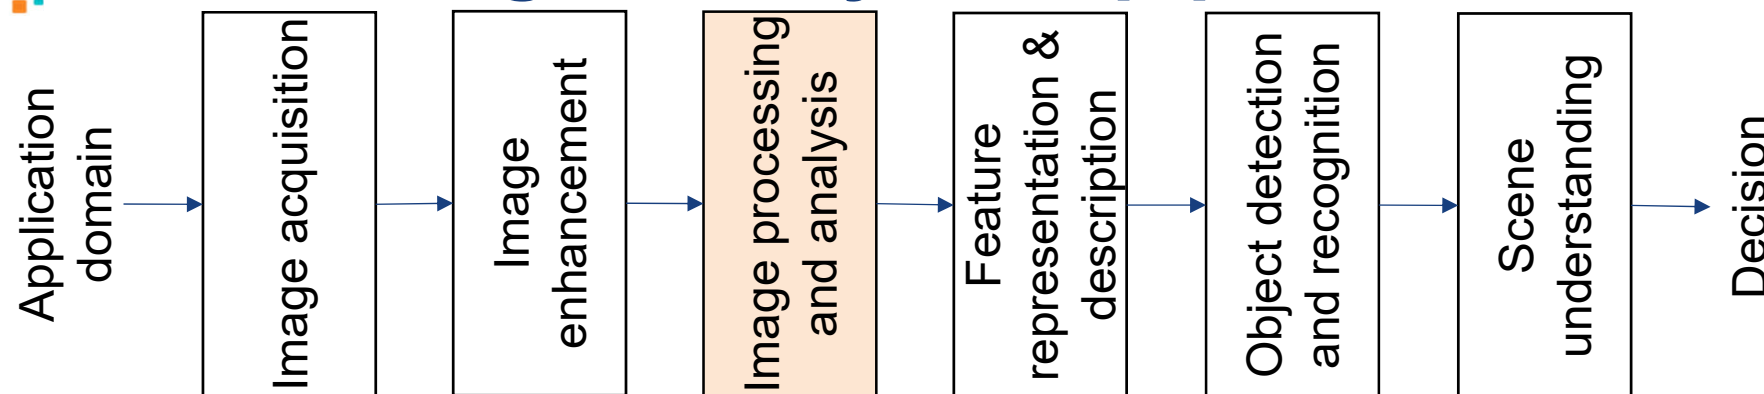 Application
domain
Image acquisition
Image
enhancement
Image processing
and analysis
Feature
representation &
description
Object detection
and recognition
Scene
understanding
Decision